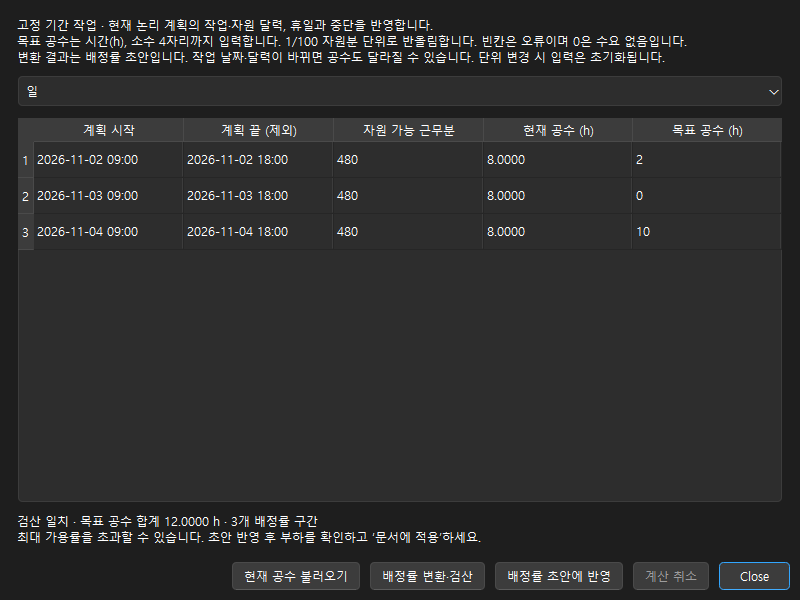 고정 기간 작업 · 현재 논리 계획의 작업·자원 달력, 휴일과 중단을 반영합니다.
목표 공수는 시간(h), 소수 4자리까지 입력합니다. 1/100 자원분 단위로 반올림합니다. 빈칸은 오류이며 0은 수요 없음입니다.
변환 결과는 배정률 초안입니다. 작업 날짜·달력이 바뀌면 공수도 달라질 수 있습니다. 단위 변경 시 입력은 초기화됩니다.
일
계획 시작 계획 끝 (제외) 자원 가능 근무분 현재 공수 (h) 목표 공수 (h)
1 2026-11-02 09:00 2026-11-02 18:00 480 8.0000 2
2 2026-11-03 09:00 2026-11-03 18:00 480 8.0000 0
3 2026-11-04 09:00 2026-11-04 18:00 480 8.0000 10
검산 일치 · 목표 공수 합계 12.0000 h · 3개 배정률 구간
최대 가용률을 초과할 수 있습니다. 초안 반영 후 부하를 확인하고 '문서에 적용'하세요.
현재 공수 불러오기 배정률 변환·검산 배정률 초안에 반영 계산 취소 Close